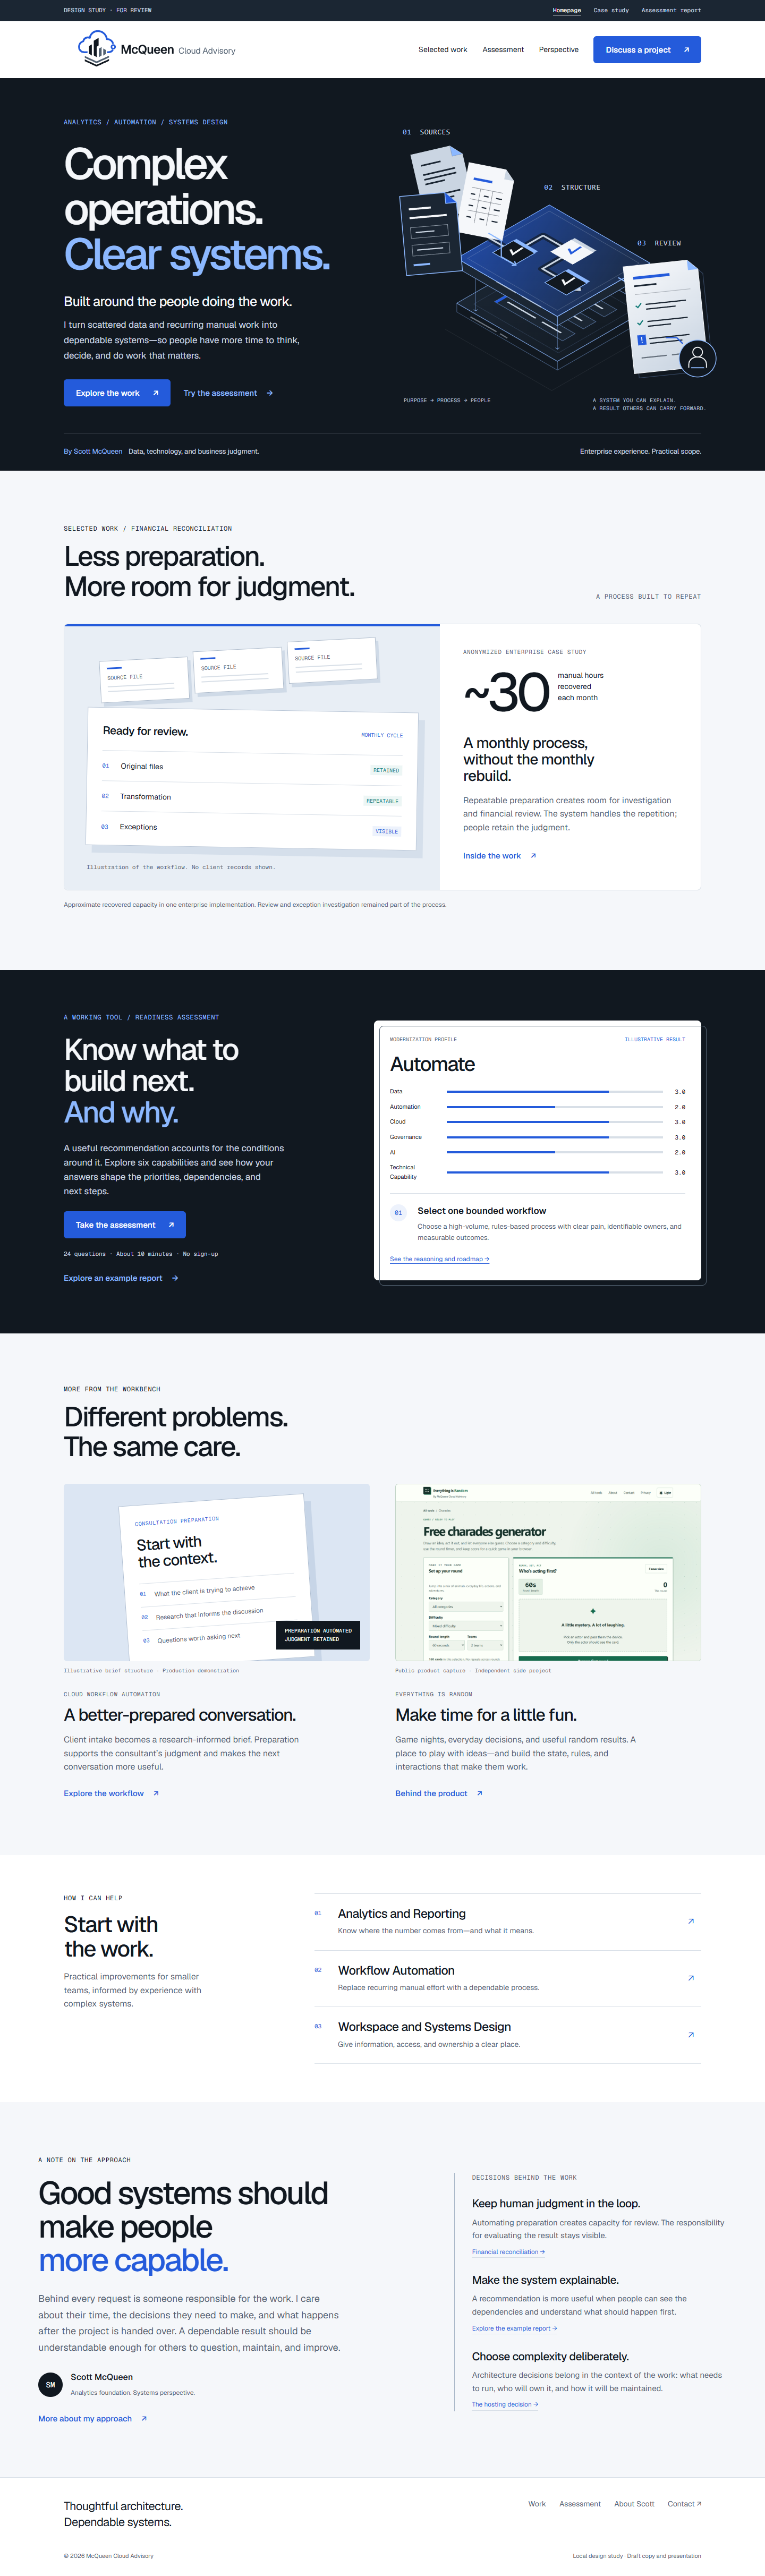 DESIGN STUDY · FOR REVIEW
Homepage Case study Assessment report
McQueen Cloud Advisory
Selected work Assessment Perspective Discuss a project ↗
ANALYTICS / AUTOMATION / SYSTEMS DESIGN
Complex
operations.
Clear systems.
Built around the people doing the work.
I turn scattered data and recurring manual work into
dependable systems—so people have more time to think,
decide, and do work that matters.
Explore the work ↗ Try the assessment →
01 SOURCES
02 STRUCTURE
03 REVIEW
PURPOSE → PROCESS → PEOPLE
A SYSTEM YOU CAN EXPLAIN.
A RESULT OTHERS CAN CARRY FORWARD.
By Scott McQueen Data, technology, and business judgment.
Enterprise experience. Practical scope.
SELECTED WORK / FINANCIAL RECONCILIATION
Less preparation.
More room for judgment.
A PROCESS BUILT TO REPEAT
SOURCE FILE
SOURCE FILE
SOURCE FILE
Ready for review.
MONTHLY CYCLE
01 Original files RETAINED
02 Transformation REPEATABLE
03 Exceptions VISIBLE
Illustration of the workflow. No client records shown.
ANONYMIZED ENTERPRISE CASE STUDY
~30
manual hours
recovered
each month
A monthly process,
without the monthly
rebuild.
Repeatable preparation creates room for investigation
and financial review. The system handles the repetition;
people retain the judgment.
Inside the work ↗
Approximate recovered capacity in one enterprise implementation. Review and exception investigation remained part of the process.
A WORKING TOOL / READINESS ASSESSMENT
Know what to
build next.
And why.
A useful recommendation accounts for the conditions
around it. Explore six capabilities and see how your
answers shape the priorities, dependencies, and
next steps.
Take the assessment ↗
24 questions · About 10 minutes · No sign-up
Explore an example report →
MODERNIZATION PROFILE
ILLUSTRATIVE RESULT
Automate
Data 3.0
Automation 2.0
Cloud 3.0
Governance 3.0
AI 2.0
Technical
Capability 3.0
01 Select one bounded workflow
Choose a high-volume, rules-based process with clear pain, identifiable owners, and
measurable outcomes.
See the reasoning and roadmap →
MORE FROM THE WORKBENCH
Different problems.
The same care.
CONSULTATION PREPARATION
Start with
the context.
01 What the client is trying to achieve
02 Research that informs the discussion
03 Questions worth asking next
PREPARATION AUTOMATED
JUDGMENT RETAINED
Illustrative brief structure · Production demonstration
CLOUD WORKFLOW AUTOMATION
A better-prepared conversation.
Client intake becomes a research-informed brief. Preparation
supports the consultant's judgment and makes the next
conversation more useful.
Explore the workflow ↗
Everything is Random
Free charades generator
Set up your round
Who's acting first?
60s
0
A little mystery. A lot of laughing.
Public product capture · Independent side project
EVERYTHING IS RANDOM
Make time for a little fun.
Game nights, everyday decisions, and useful random results. A
place to play with ideas—and build the state, rules, and
interactions that make them work.
Behind the product ↗
HOW I CAN HELP
Start with
the work.
Practical improvements for smaller
teams, informed by experience with
complex systems.
01 Analytics and Reporting ↗
Know where the number comes from—and what it means.
02 Workflow Automation ↗
Replace recurring manual effort with a dependable process.
03 Workspace and Systems Design ↗
Give information, access, and ownership a clear place.
A NOTE ON THE APPROACH
Good systems should
make people
more capable.
Behind every request is someone responsible for the work. I care
about their time, the decisions they need to make, and what happens
after the project is handed over. A dependable result should be
understandable enough for others to question, maintain, and improve.
SM
Scott McQueen
Analytics foundation. Systems perspective.
More about my approach ↗
DECISIONS BEHIND THE WORK
Keep human judgment in the loop.
Automating preparation creates capacity for review. The responsibility
for evaluating the result stays visible.
Financial reconciliation →
Make the system explainable.
A recommendation is more useful when people can see the
dependencies and understand what should happen first.
Explore the example report →
Choose complexity deliberately.
Architecture decisions belong in the context of the work: what needs
to run, who will own it, and how it will be maintained.
The hosting decision →
Thoughtful architecture.
Dependable systems.
Work Assessment About Scott Contact ↗
© 2026 McQueen Cloud Advisory
Local design study · Draft copy and presentation